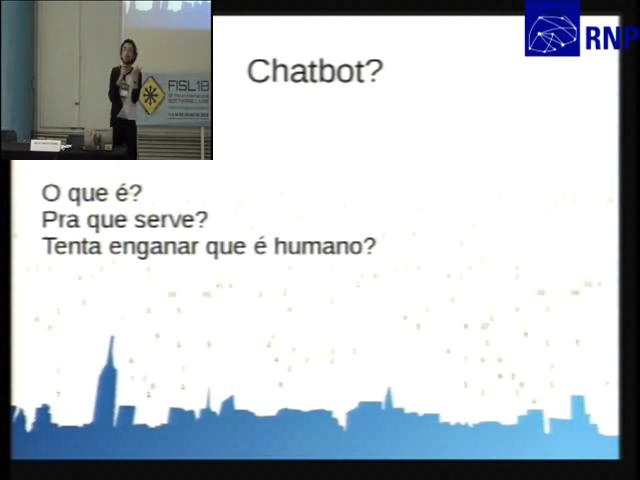 RNP
Chatbot?
FISL18
O que é?
Pra que serve?
Tenta enganar que é humano?